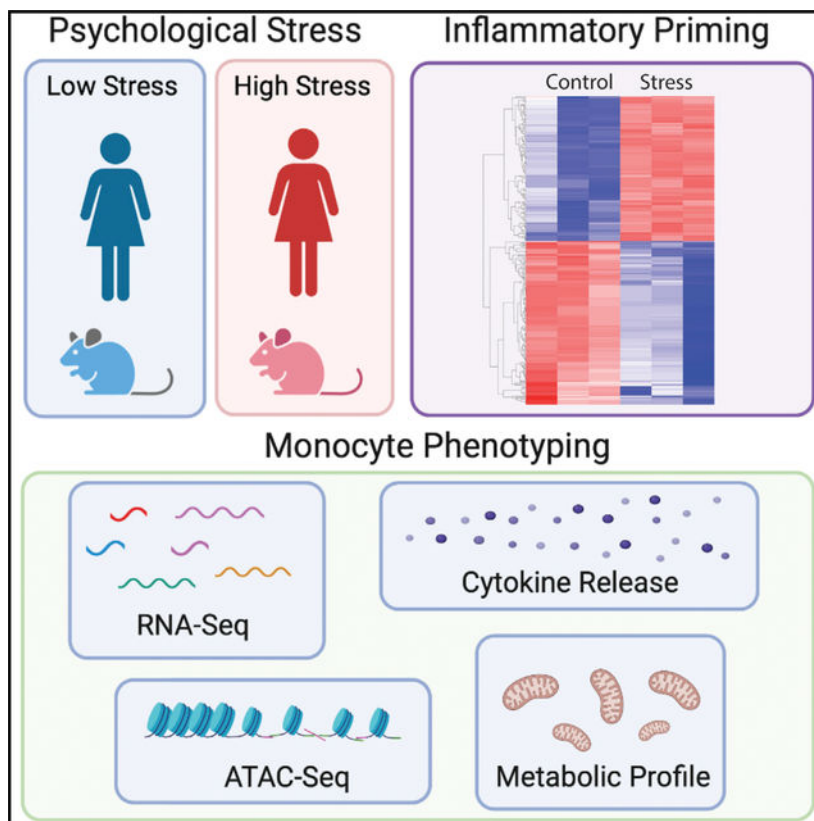 Psychological Stress
Inflammatory Priming
Low Stress
High Stress
Control
Stress
Monocyte Phenotyping
RNA-Seq
Cytokine Release
ATAC-Seq
Metabolic Profile